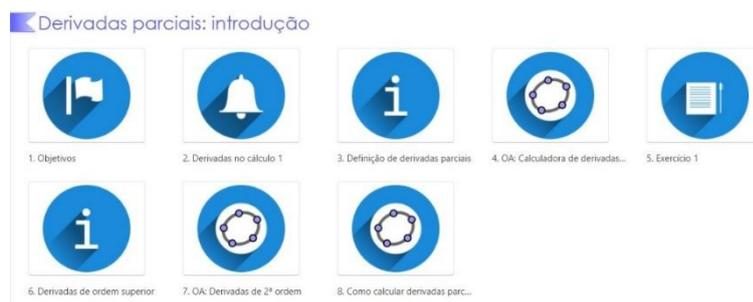 Derivadas parciais: introdução
1. Objetivos
2. Derivadas no cálculo 1
3. Definição de derivadas parciais
4. OA: Calculadora de derivadas...
5. Exercício 1
6. Derivadas de ordem superior
7. OA: Derivadas de 2ª ordem
8. Como calcular derivadas parc...